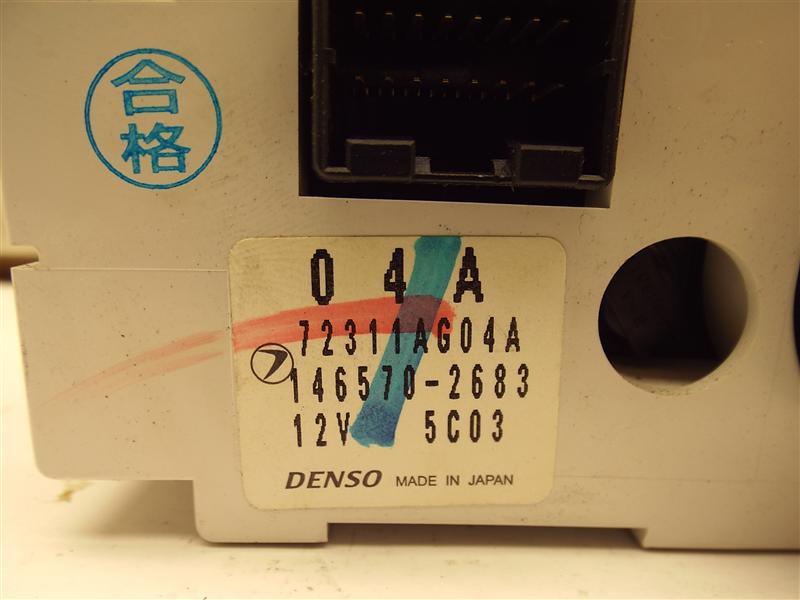 合
格
04A
72311AG04A
146570-2683
12V 5C03
DENSO MADE IN JAPAN